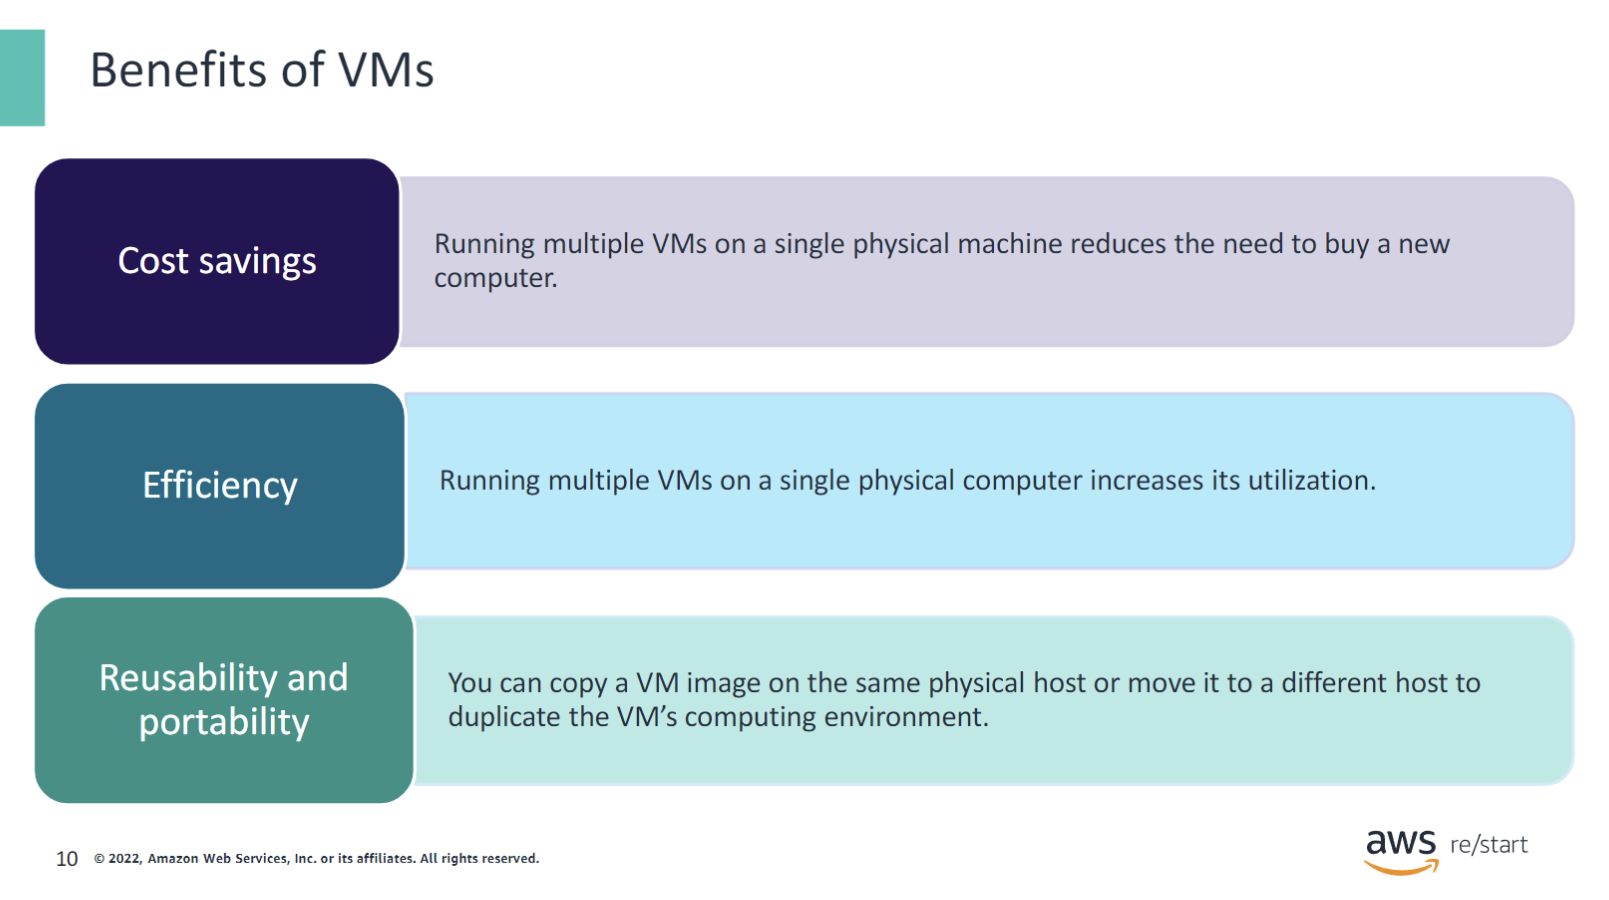 Benefits of VMs
Cost savings
Running multiple VMs on a single physical machine reduces the need to buy a new
computer.
Efficiency
Running multiple VMs on a single physical computer increases its utilization.
Reusability and
portability
You can copy a VM image on the same physical host or move it to a different host to
duplicate the VM’s computing environment.
10 © 2022, Amazon Web Services, Inc. or its affiliates. All rights reserved.
aws re/start